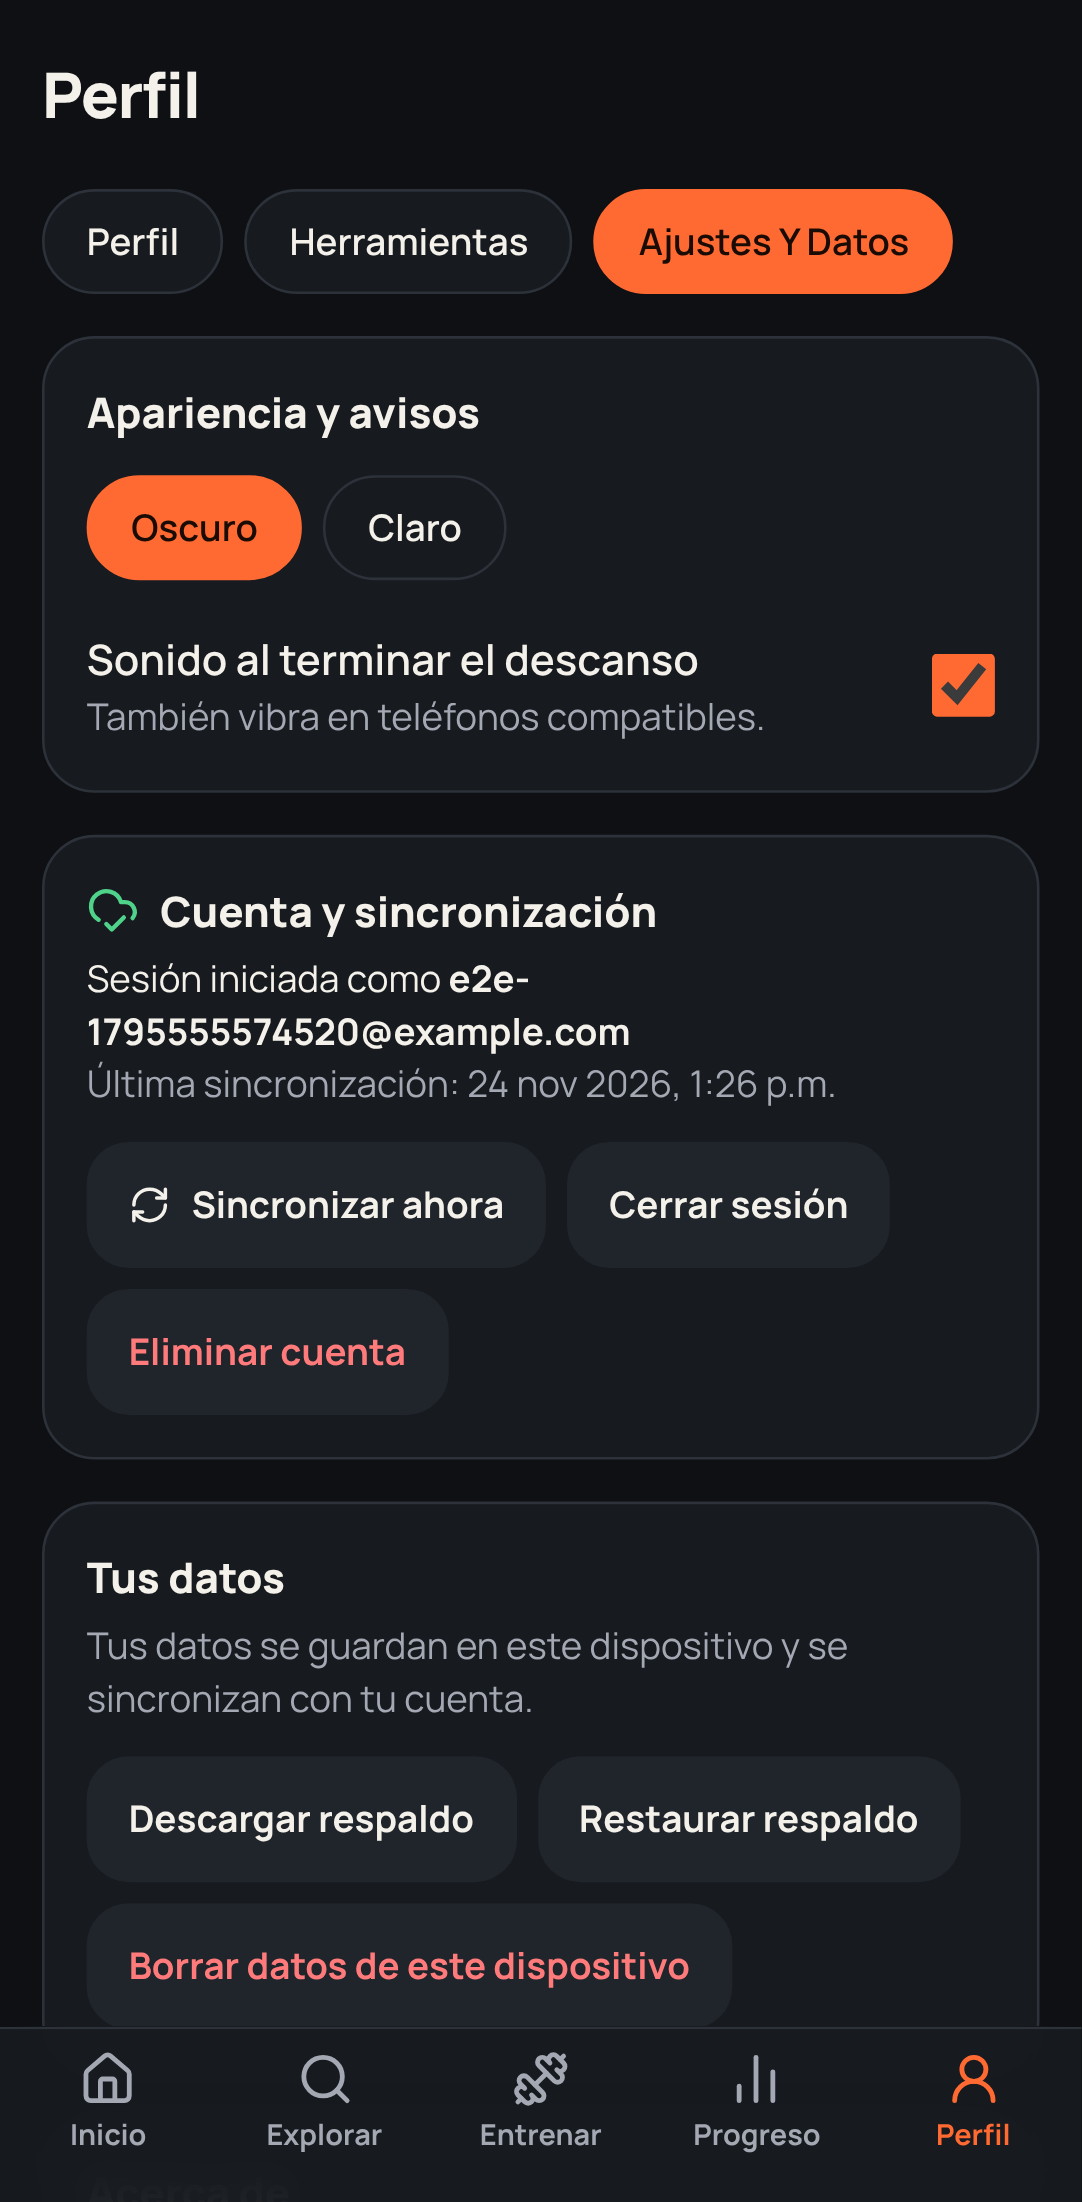 Perfil
Perfil
Herramientas
Ajustes Y Datos
Apariencia y avisos
Oscuro
Claro
Sonido al terminar el descanso
También vibra en teléfonos compatibles.
Cuenta y sincronización
Sesión iniciada como e2e-
1795555574520@example.com
Última sincronización: 24 nov 2026, 1:26 p.m.
Sincronizar ahora
Cerrar sesión
Eliminar cuenta
Tus datos
Tus datos se guardan en este dispositivo y se
sincronizan con tu cuenta.
Descargar respaldo
Restaurar respaldo
Borrar datos de este dispositivo
Inicio
Explorar
Entrenar
Progreso
Perfil
Acerca de